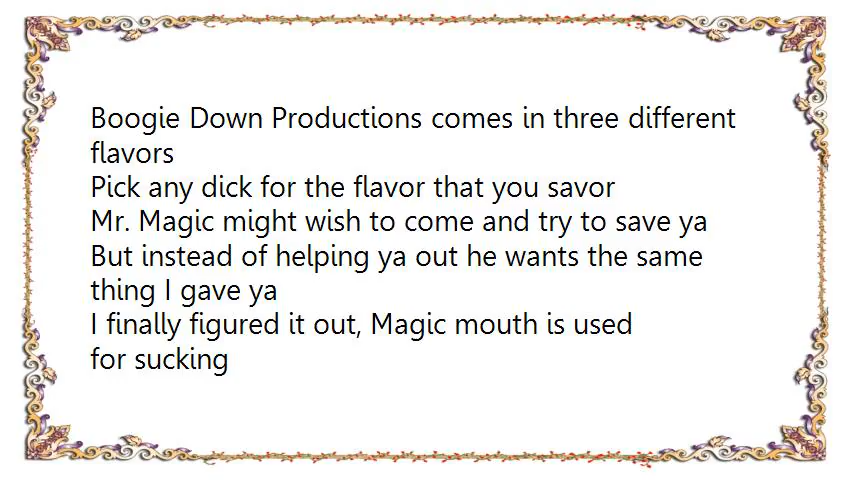 Boogie Down Productions comes in three different
flavors
Pick any dick for the flavor that you savor
Mr. Magic might wish to come and try to save ya
But instead of helping ya out he wants the same
thing I gave ya
I finally figured it out, Magic mouth is used
for sucking